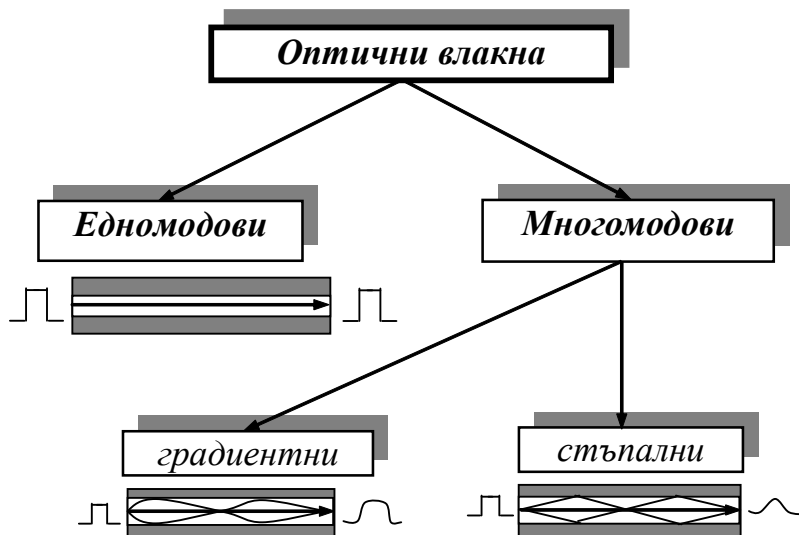 Оптични влакна
Едномодови
Многомодови
градиентни
стъпални